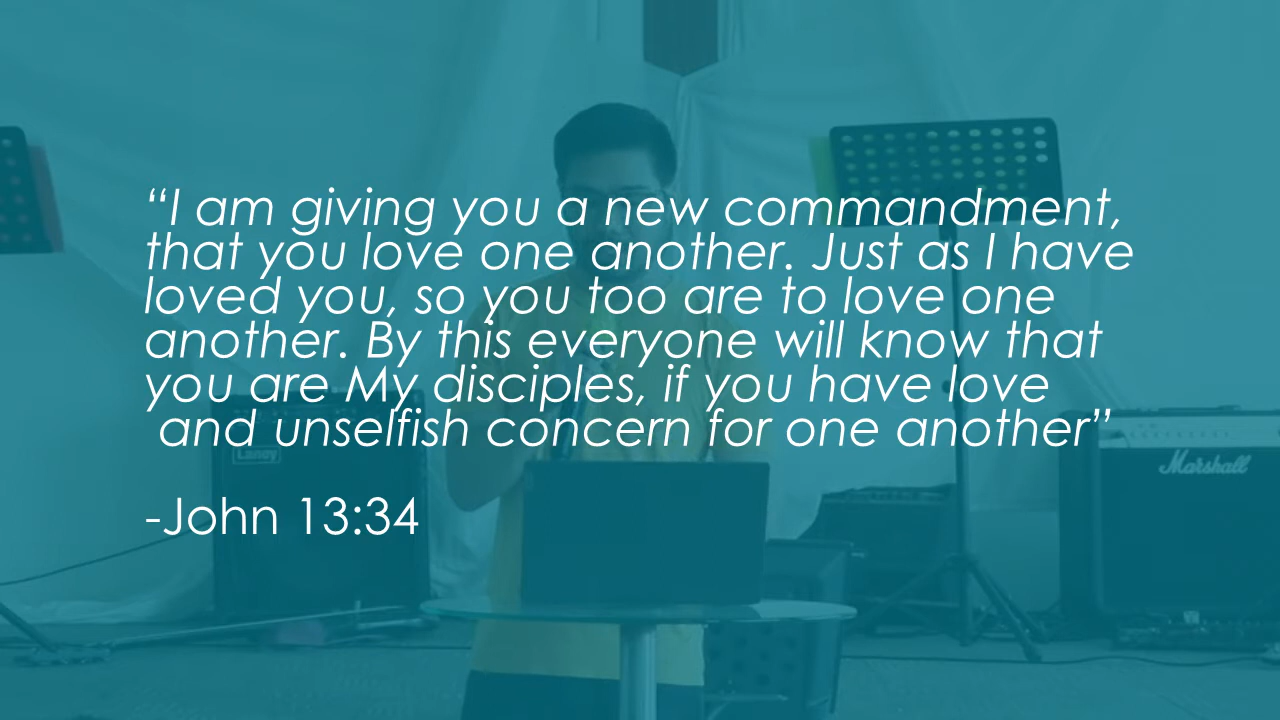 “I am giving you a new commandment,
that you love one another. Just as I have
loved you, so you too are to love one
another. By this everyone will know that
you are My disciples, if you have love
and unselfish concern for one another”
-John 13:34
Laney
Marshall